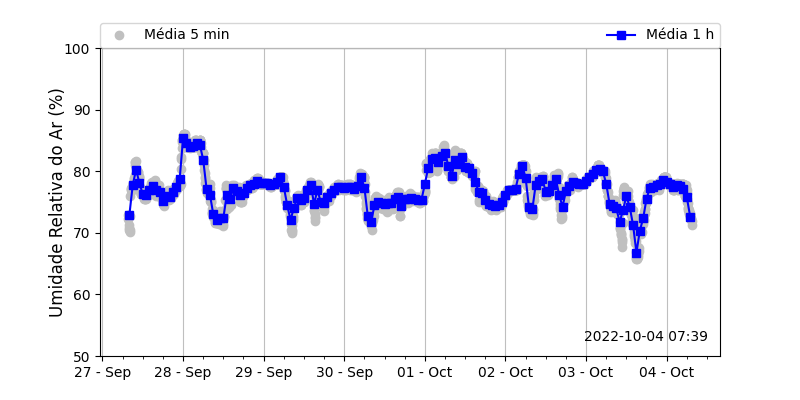 Média 5 min
Média 1 h
Umidade Relativa do Ar (%)
100
90
80
70
60
50
2022-10-04 07:39
27 - Sep
28 - Sep
29 - Sep
30 - Sep
01 - Oct
02 - Oct
03 - Oct
04 - Oct